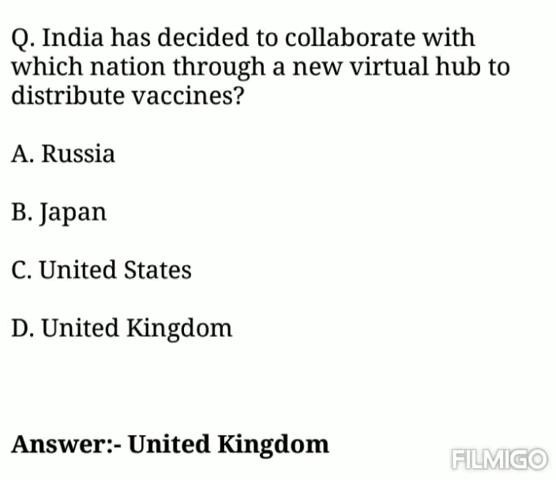 Q. India has decided to collaborate with
which nation through a new virtual hub to
distribute vaccines?
A. Russia
B. Japan
C. United States
D. United Kingdom
Answer:- United Kingdom
FILMIGO